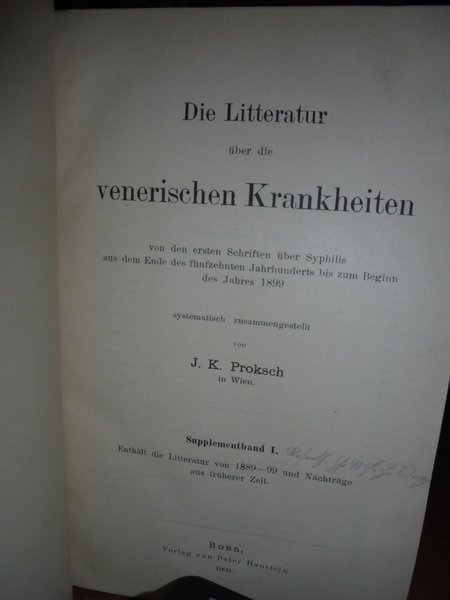 Die Litteratur
über die
venerischen Krankheiten
von den ersten Schriften über Syphilis
aus dem Ende des fünfzehnten Jahrhunderts bis zum Beginn
des Jahres 1899
systematisch zusammengestellt
von
J. K. Proksch
in Wien.
Supplementband I.
Enthält die Litteratur von 1889—99 und Nachträge
aus früherer Zeit.
Bonn,
Verlag von Peter Hanstein
1900